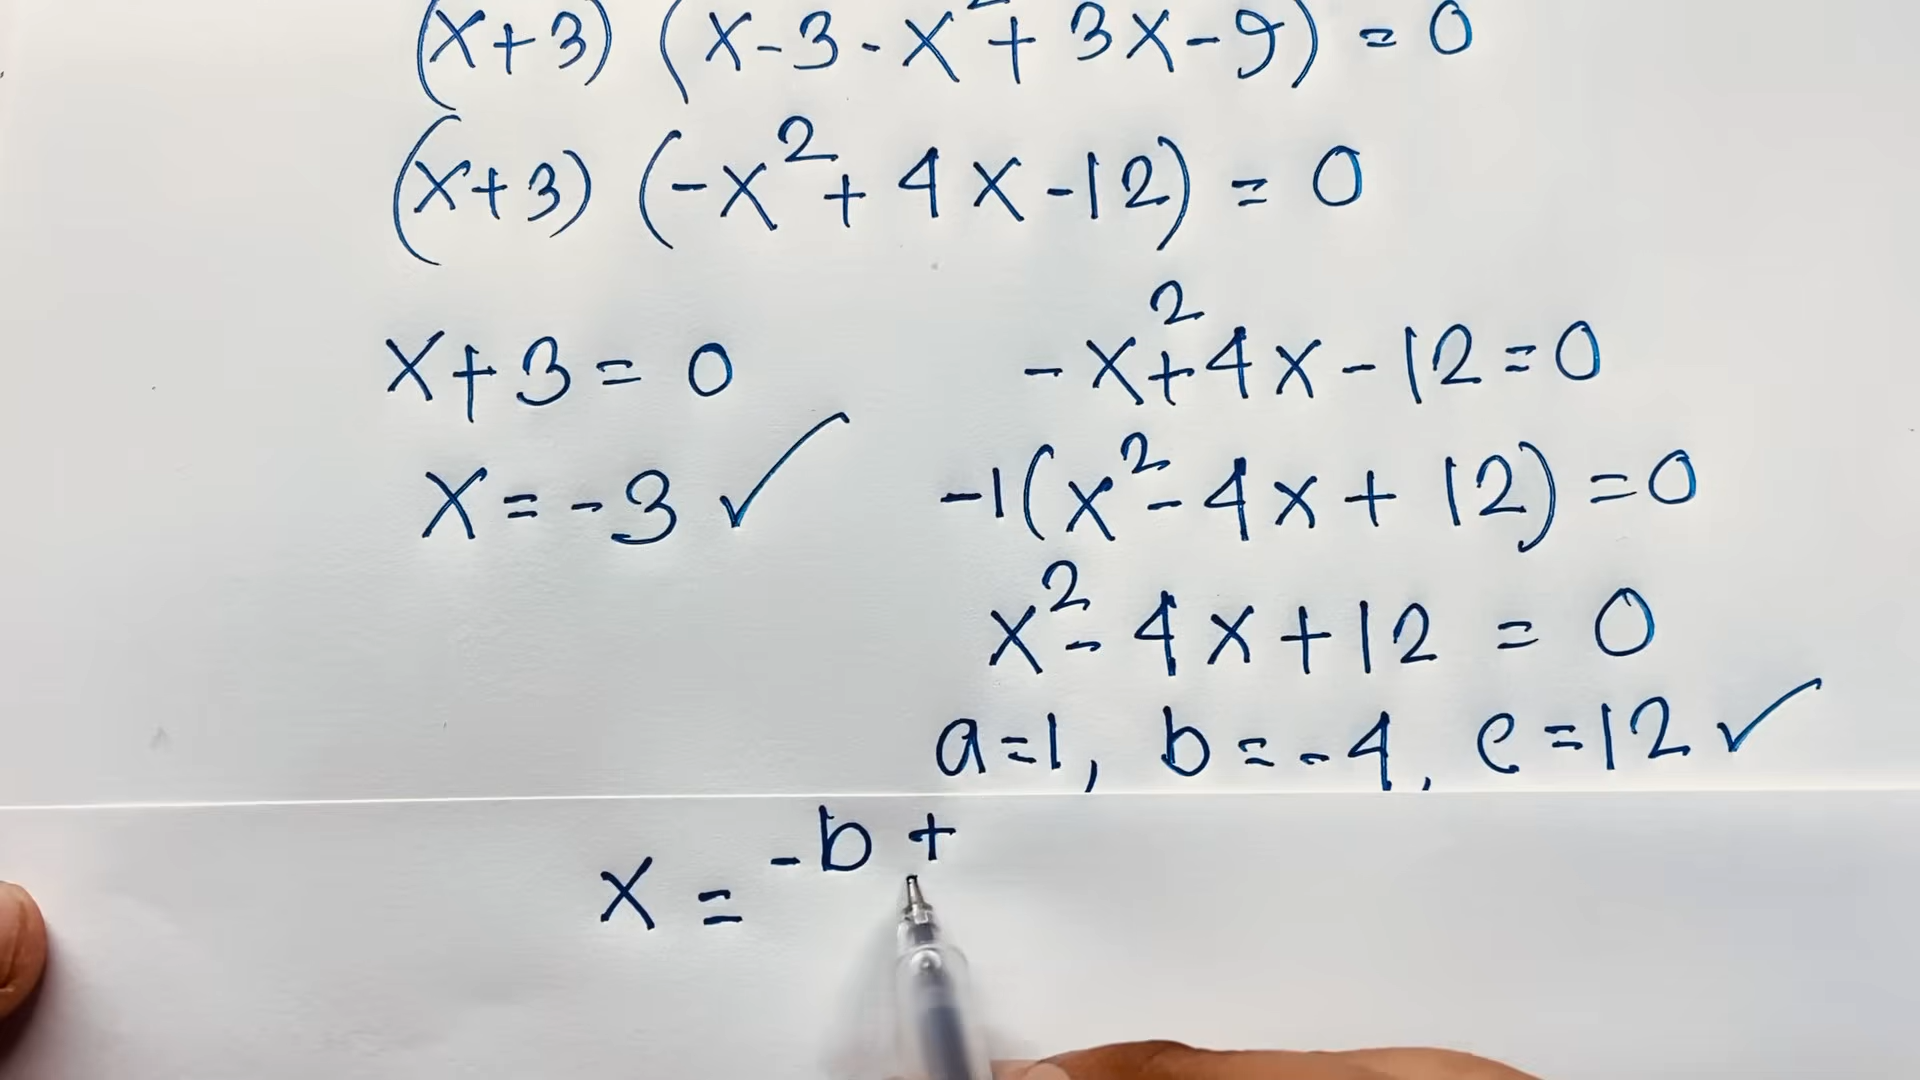 (x+3) (x-3-x²+3x-9) = 0
(x+3) (-x²+4x-12) = 0
x+3=0
x=-3 ✓
-x²+4x-12=0
-1(x²-4x+12)=0
x²-4x+12=0
a=1, b=-4, c=12 ✓
x = -b +